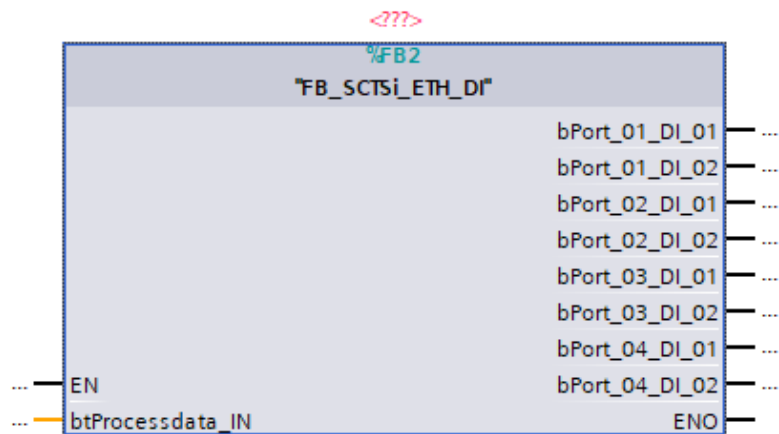 <???>
%FB2
"FB_SCTSi_ETH_DI"
bPort_01_DI_01 ...
bPort_01_DI_02 ...
bPort_02_DI_01 ...
bPort_02_DI_02 ...
bPort_03_DI_01 ...
bPort_03_DI_02 ...
bPort_04_DI_01 ...
... EN bPort_04_DI_02 ...
... btProcessdata_IN ENO